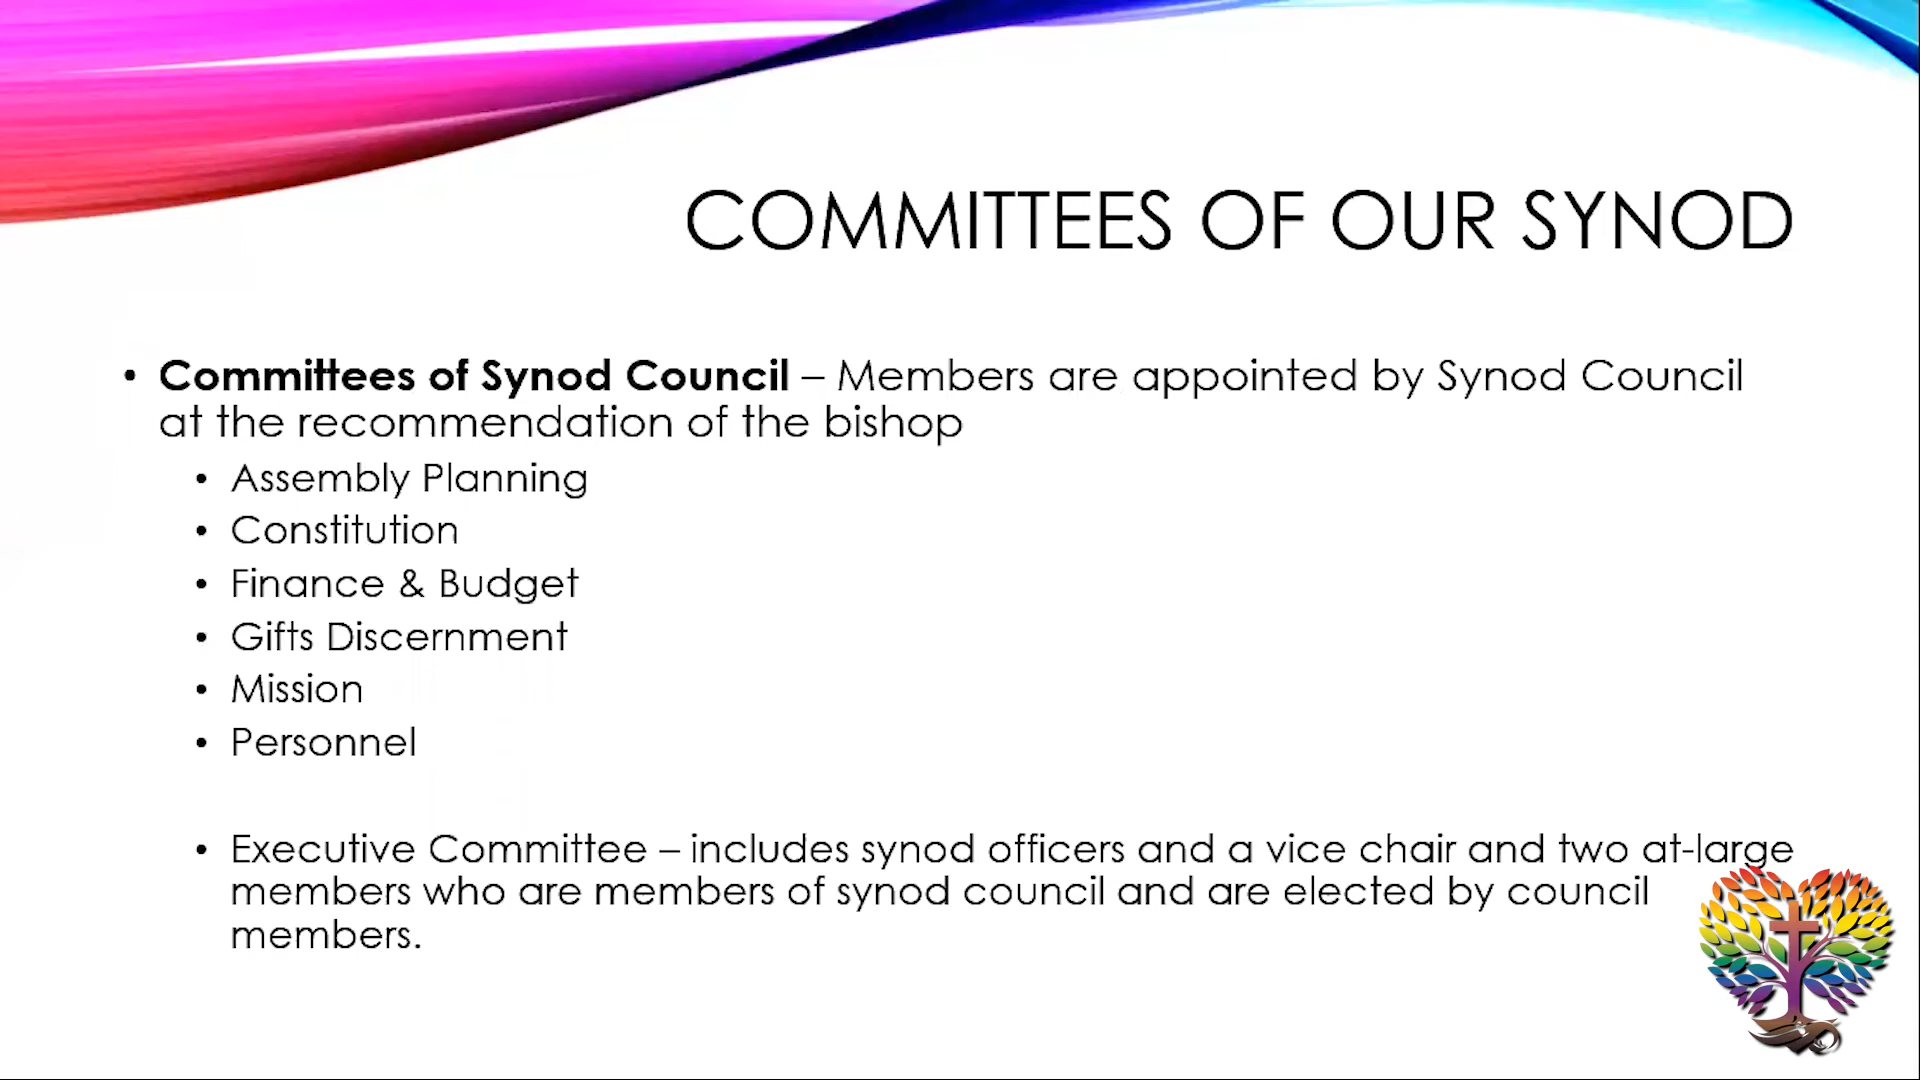 COMMITTEES OF OUR SYNOD
• Committees of Synod Council – Members are appointed by Synod Council
at the recommendation of the bishop
• Assembly Planning
• Constitution
• Finance & Budget
• Gifts Discernment
• Mission
• Personnel
• Executive Committee – includes synod officers and a vice chair and two at-large
members who are members of synod council and are elected by council
members.